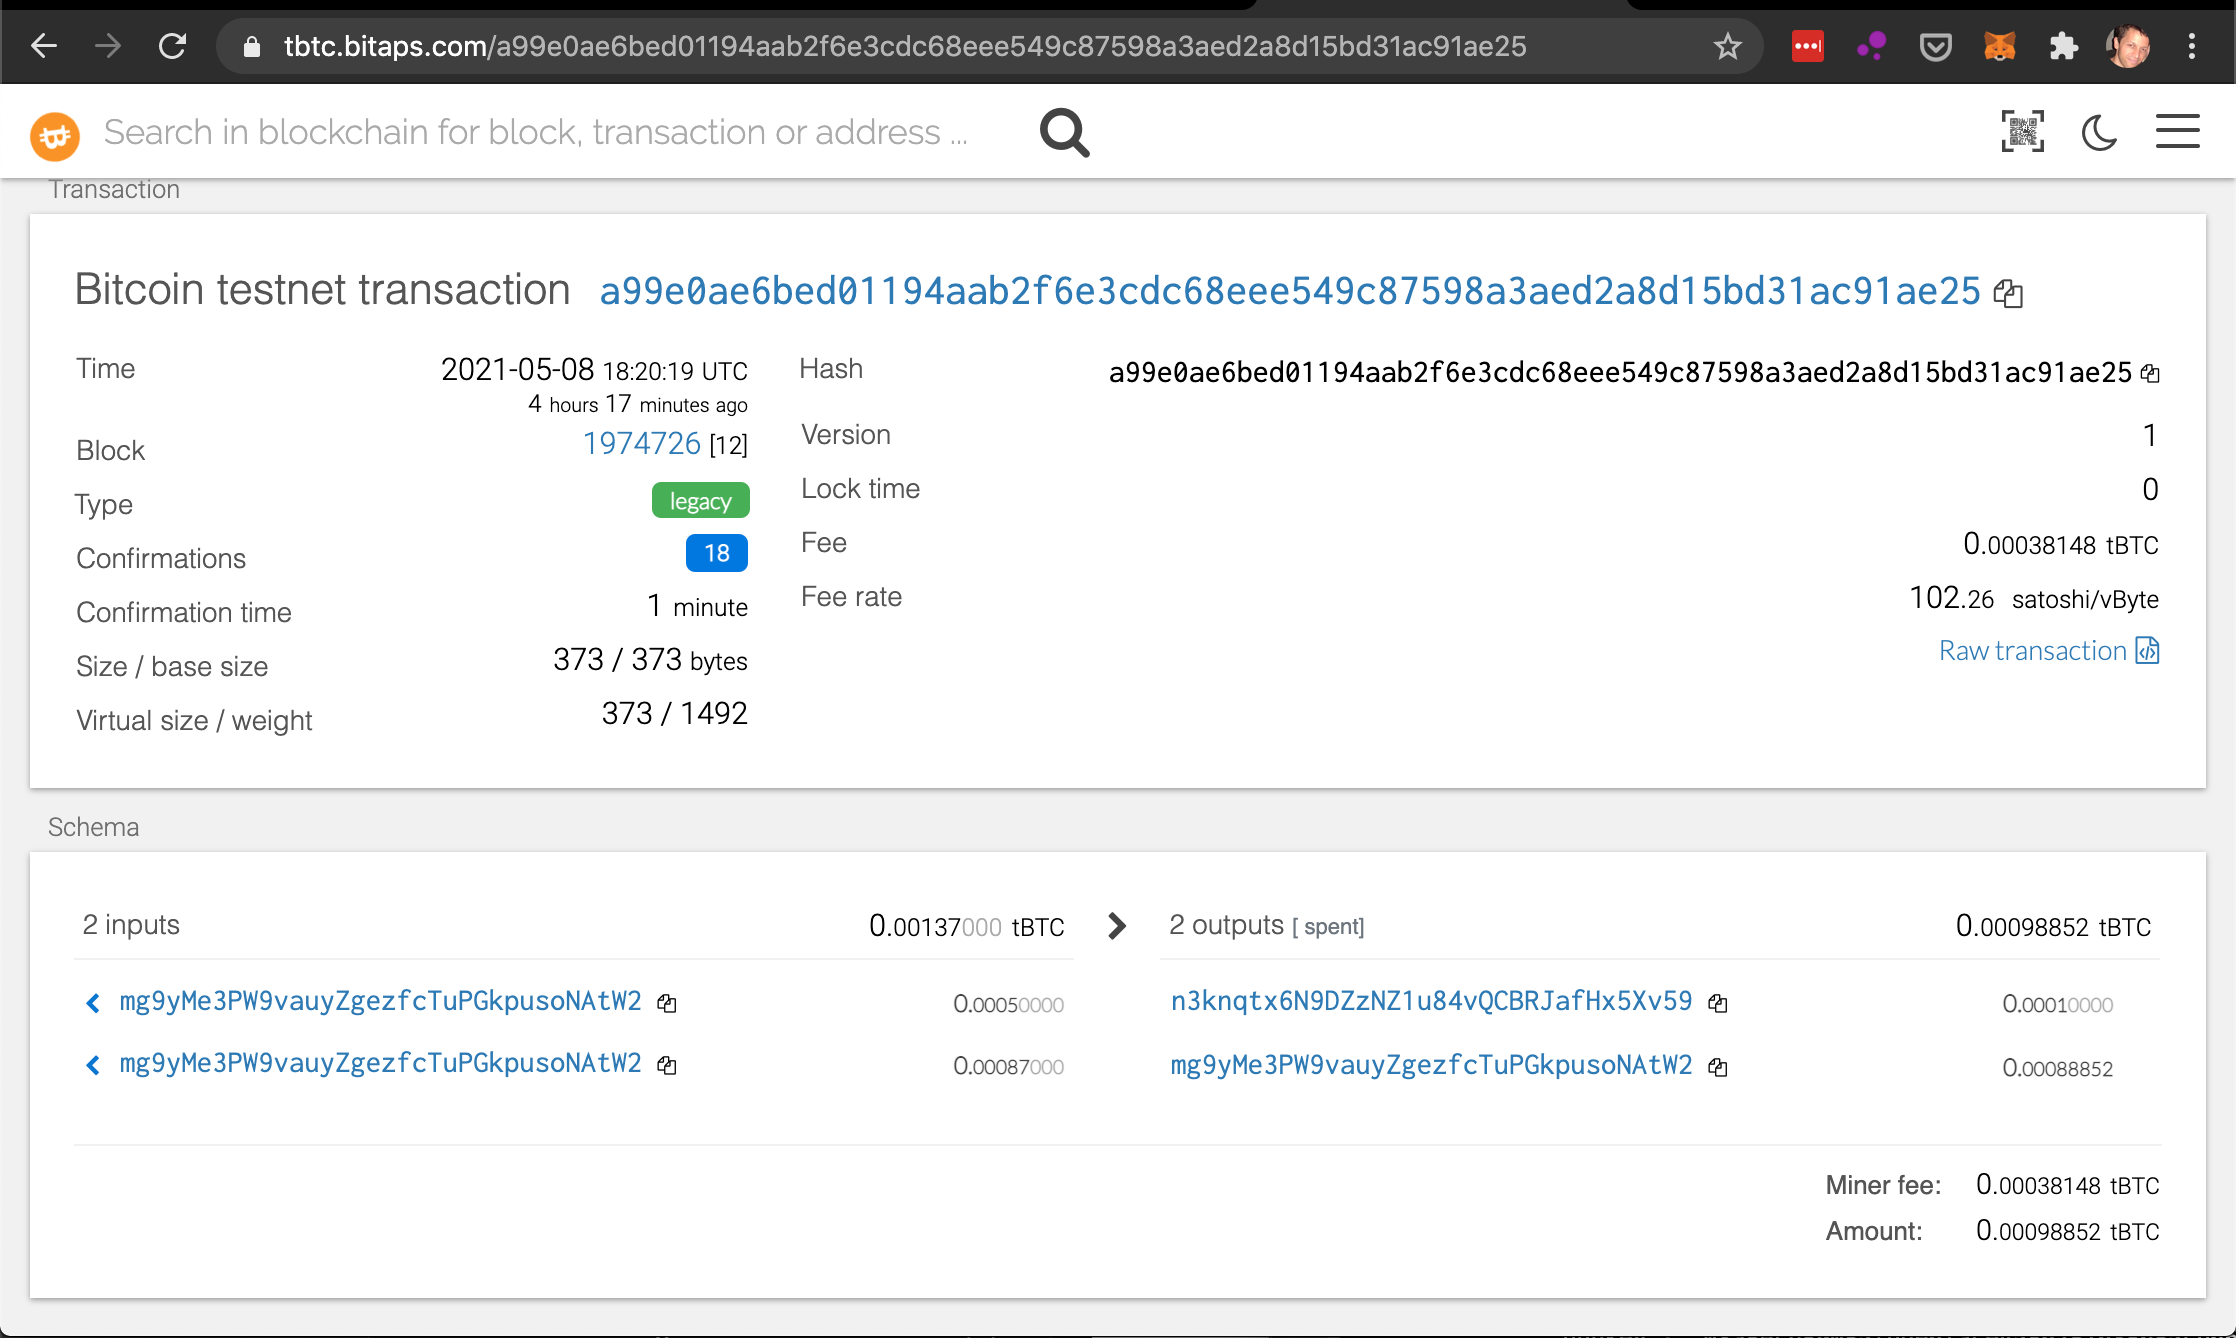 tbtc.bitaps.com/a99e0ae6bed01194aab2f6e3cdc68eee549c87598a3aed2a8d15bd31ac91ae25
Search in blockchain for block, transaction or address ...
Transaction
Bitcoin testnet transaction a99e0ae6bed01194aab2f6e3cdc68eee549c87598a3aed2a8d15bd31ac91ae25
Time 2021-05-08 18:20:19 UTC
4 hours 17 minutes ago
Block 1974726 [12]
Type legacy
Confirmations 18
Confirmation time 1 minute
Size / base size 373 / 373 bytes
Virtual size / weight 373 / 1492
Hash a99e0ae6bed01194aab2f6e3cdc68eee549c87598a3aed2a8d15bd31ac91ae25
Version 1
Lock time 0
Fee 0.00038148 tBTC
Fee rate 102.26 satoshi/vByte
Raw transaction
Schema
2 inputs 0.00137000 tBTC
mg9yMe3PW9vauyZgezfcTuPGkpusoNAtW2 0.00050000
mg9yMe3PW9vauyZgezfcTuPGkpusoNAtW2 0.00087000
2 outputs [ spent] 0.00098852 tBTC
n3knqtx6N9DZzNZ1u84vQCBRJafHx5Xv59 0.00010000
mg9yMe3PW9vauyZgezfcTuPGkpusoNAtW2 0.00088852
Miner fee: 0.00038148 tBTC
Amount: 0.00098852 tBTC